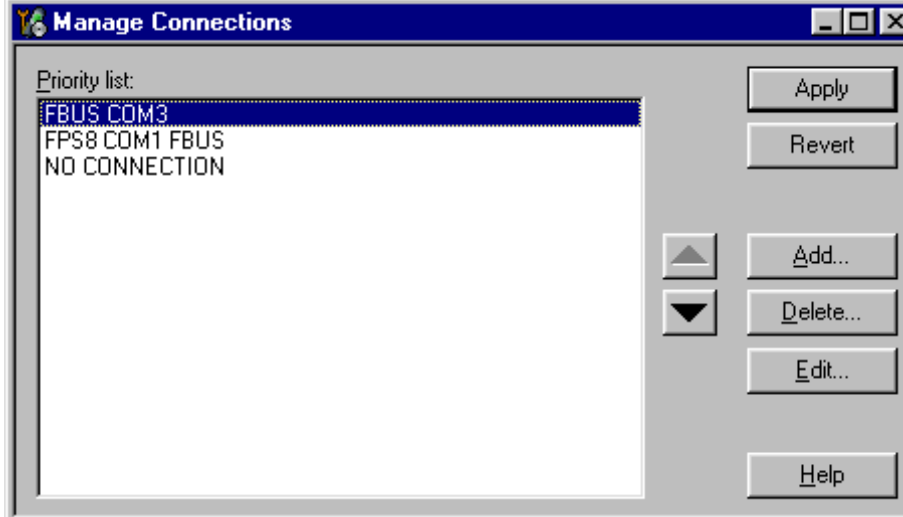 Manage Connections
Priority list:
FBUS COM3
FPS8 COM1 FBUS
NO CONNECTION
Apply
Revert
Add...
Delete...
Edit...
Help